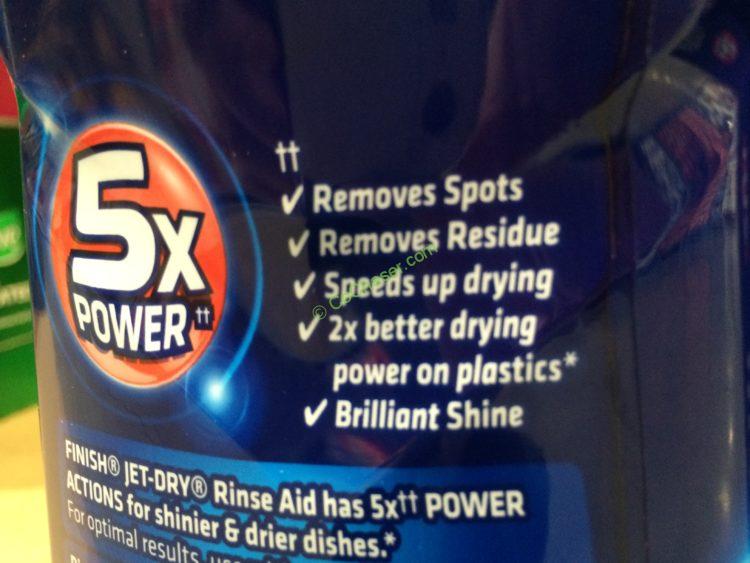 5x
POWER††
††
✓ Removes Spots
✓ Removes Residue
✓ Speeds up drying
✓ 2x better drying
power on plastics*
✓ Brilliant Shine
FINISH® JET-DRY® Rinse Aid has 5x†† POWER
ACTIONS for shinier & drier dishes.*
For optimal results,